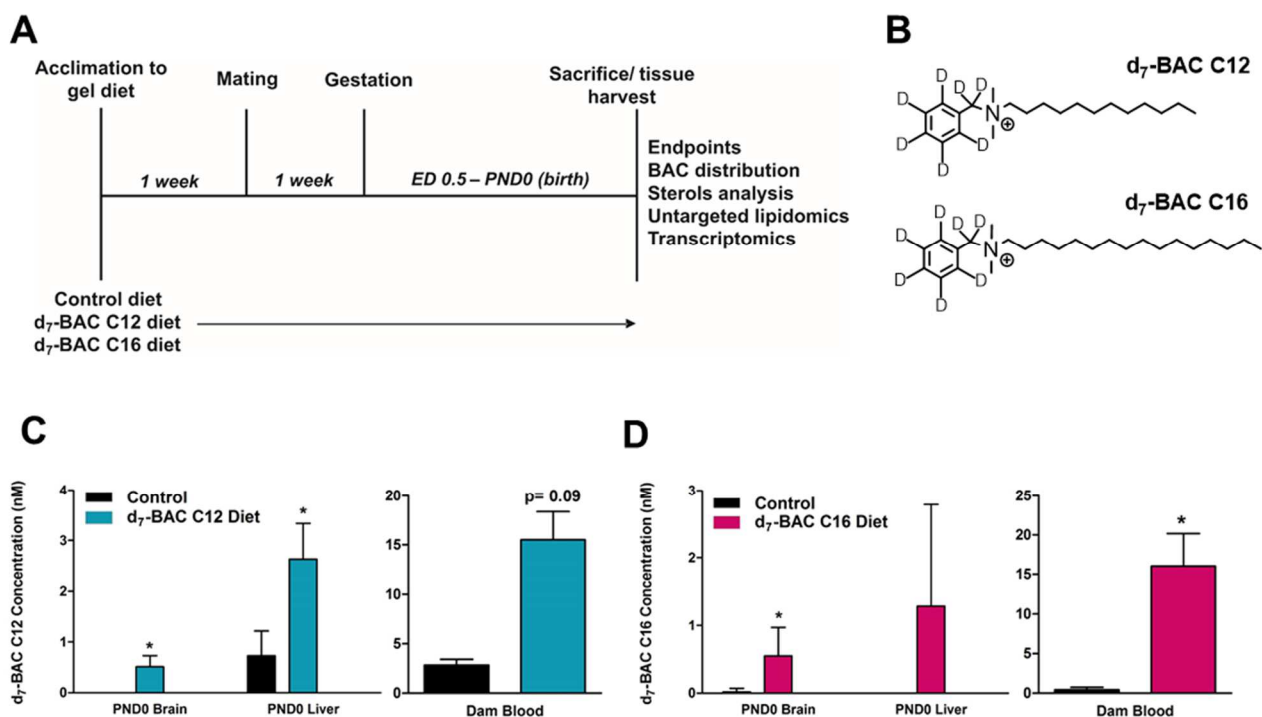 A
Acclimation to
gel diet
Mating
Gestation
Sacrifice/ tissue
harvest
1 week
1 week
ED 0.5 – PND0 (birth)
Endpoints
BAC distribution
Sterols analysis
Untargeted lipidomics
Transcriptomics
Control diet
d7-BAC C12 diet
d7-BAC C16 diet
B
d7-BAC C12
D
D D
D
N
D
D
D
⊕
d7-BAC C16
D
D D
D
N
D
D
D
⊕
C
d7-BAC C12 Concentration (nM)
4
3
2
1
0
Control
d7-BAC C12 Diet
*
*
PND0 Brain
PND0 Liver
20
15
10
5
0
p= 0.09
Dam Blood
D
d7-BAC C16 Concentration (nM)
3
2
1
0
Control
d7-BAC C16 Diet
*
PND0 Brain
PND0 Liver
25
20
15
10
5
0
*
Dam Blood